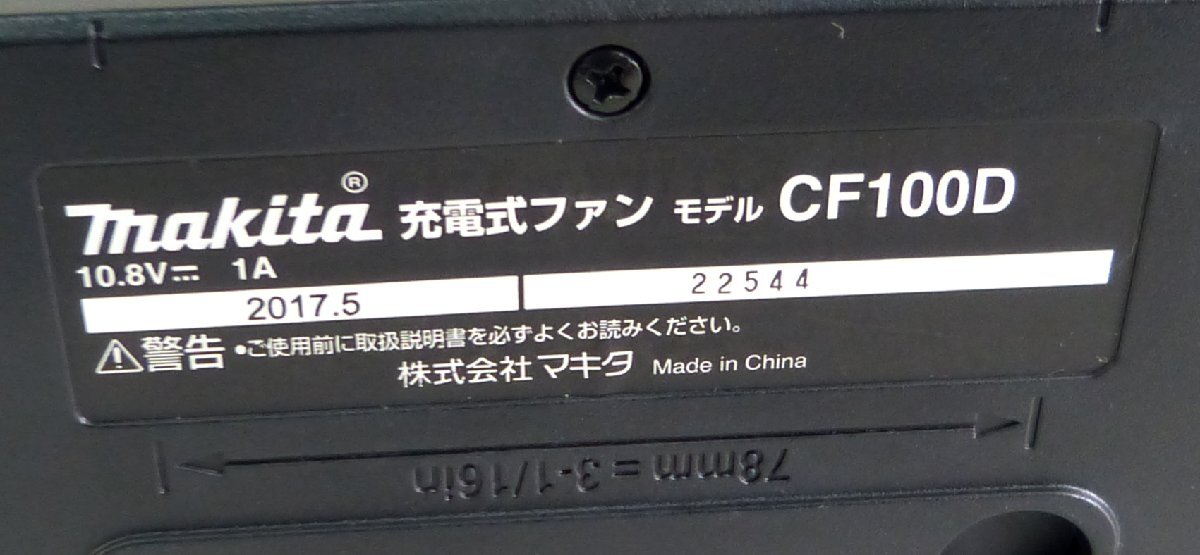 makita® 充電式ファン モデル CF100D
10.8V⎓ 1A
2017.5 22544
⚠警告 •ご使用前に取扱説明書を必ずよくお読みください。
株式会社マキタ Made in China
78mm = 3-1/16in